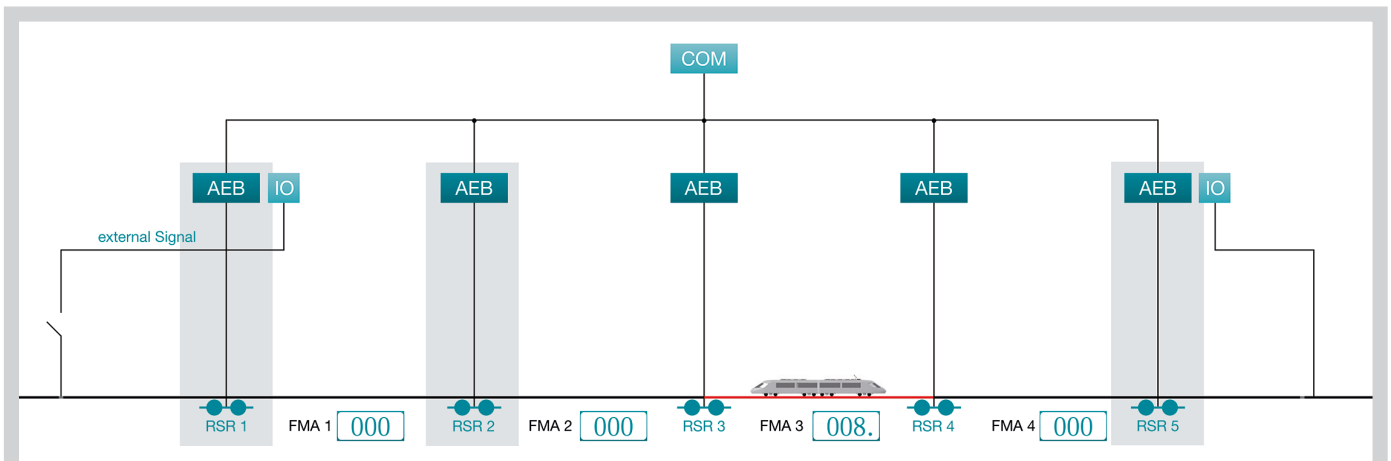 COM
AEB IO AEB AEB AEB AEB IO
external Signal
RSR 1 FMA 1 000 RSR 2 FMA 2 000 RSR 3 FMA 3 008. RSR 4 FMA 4 000 RSR 5